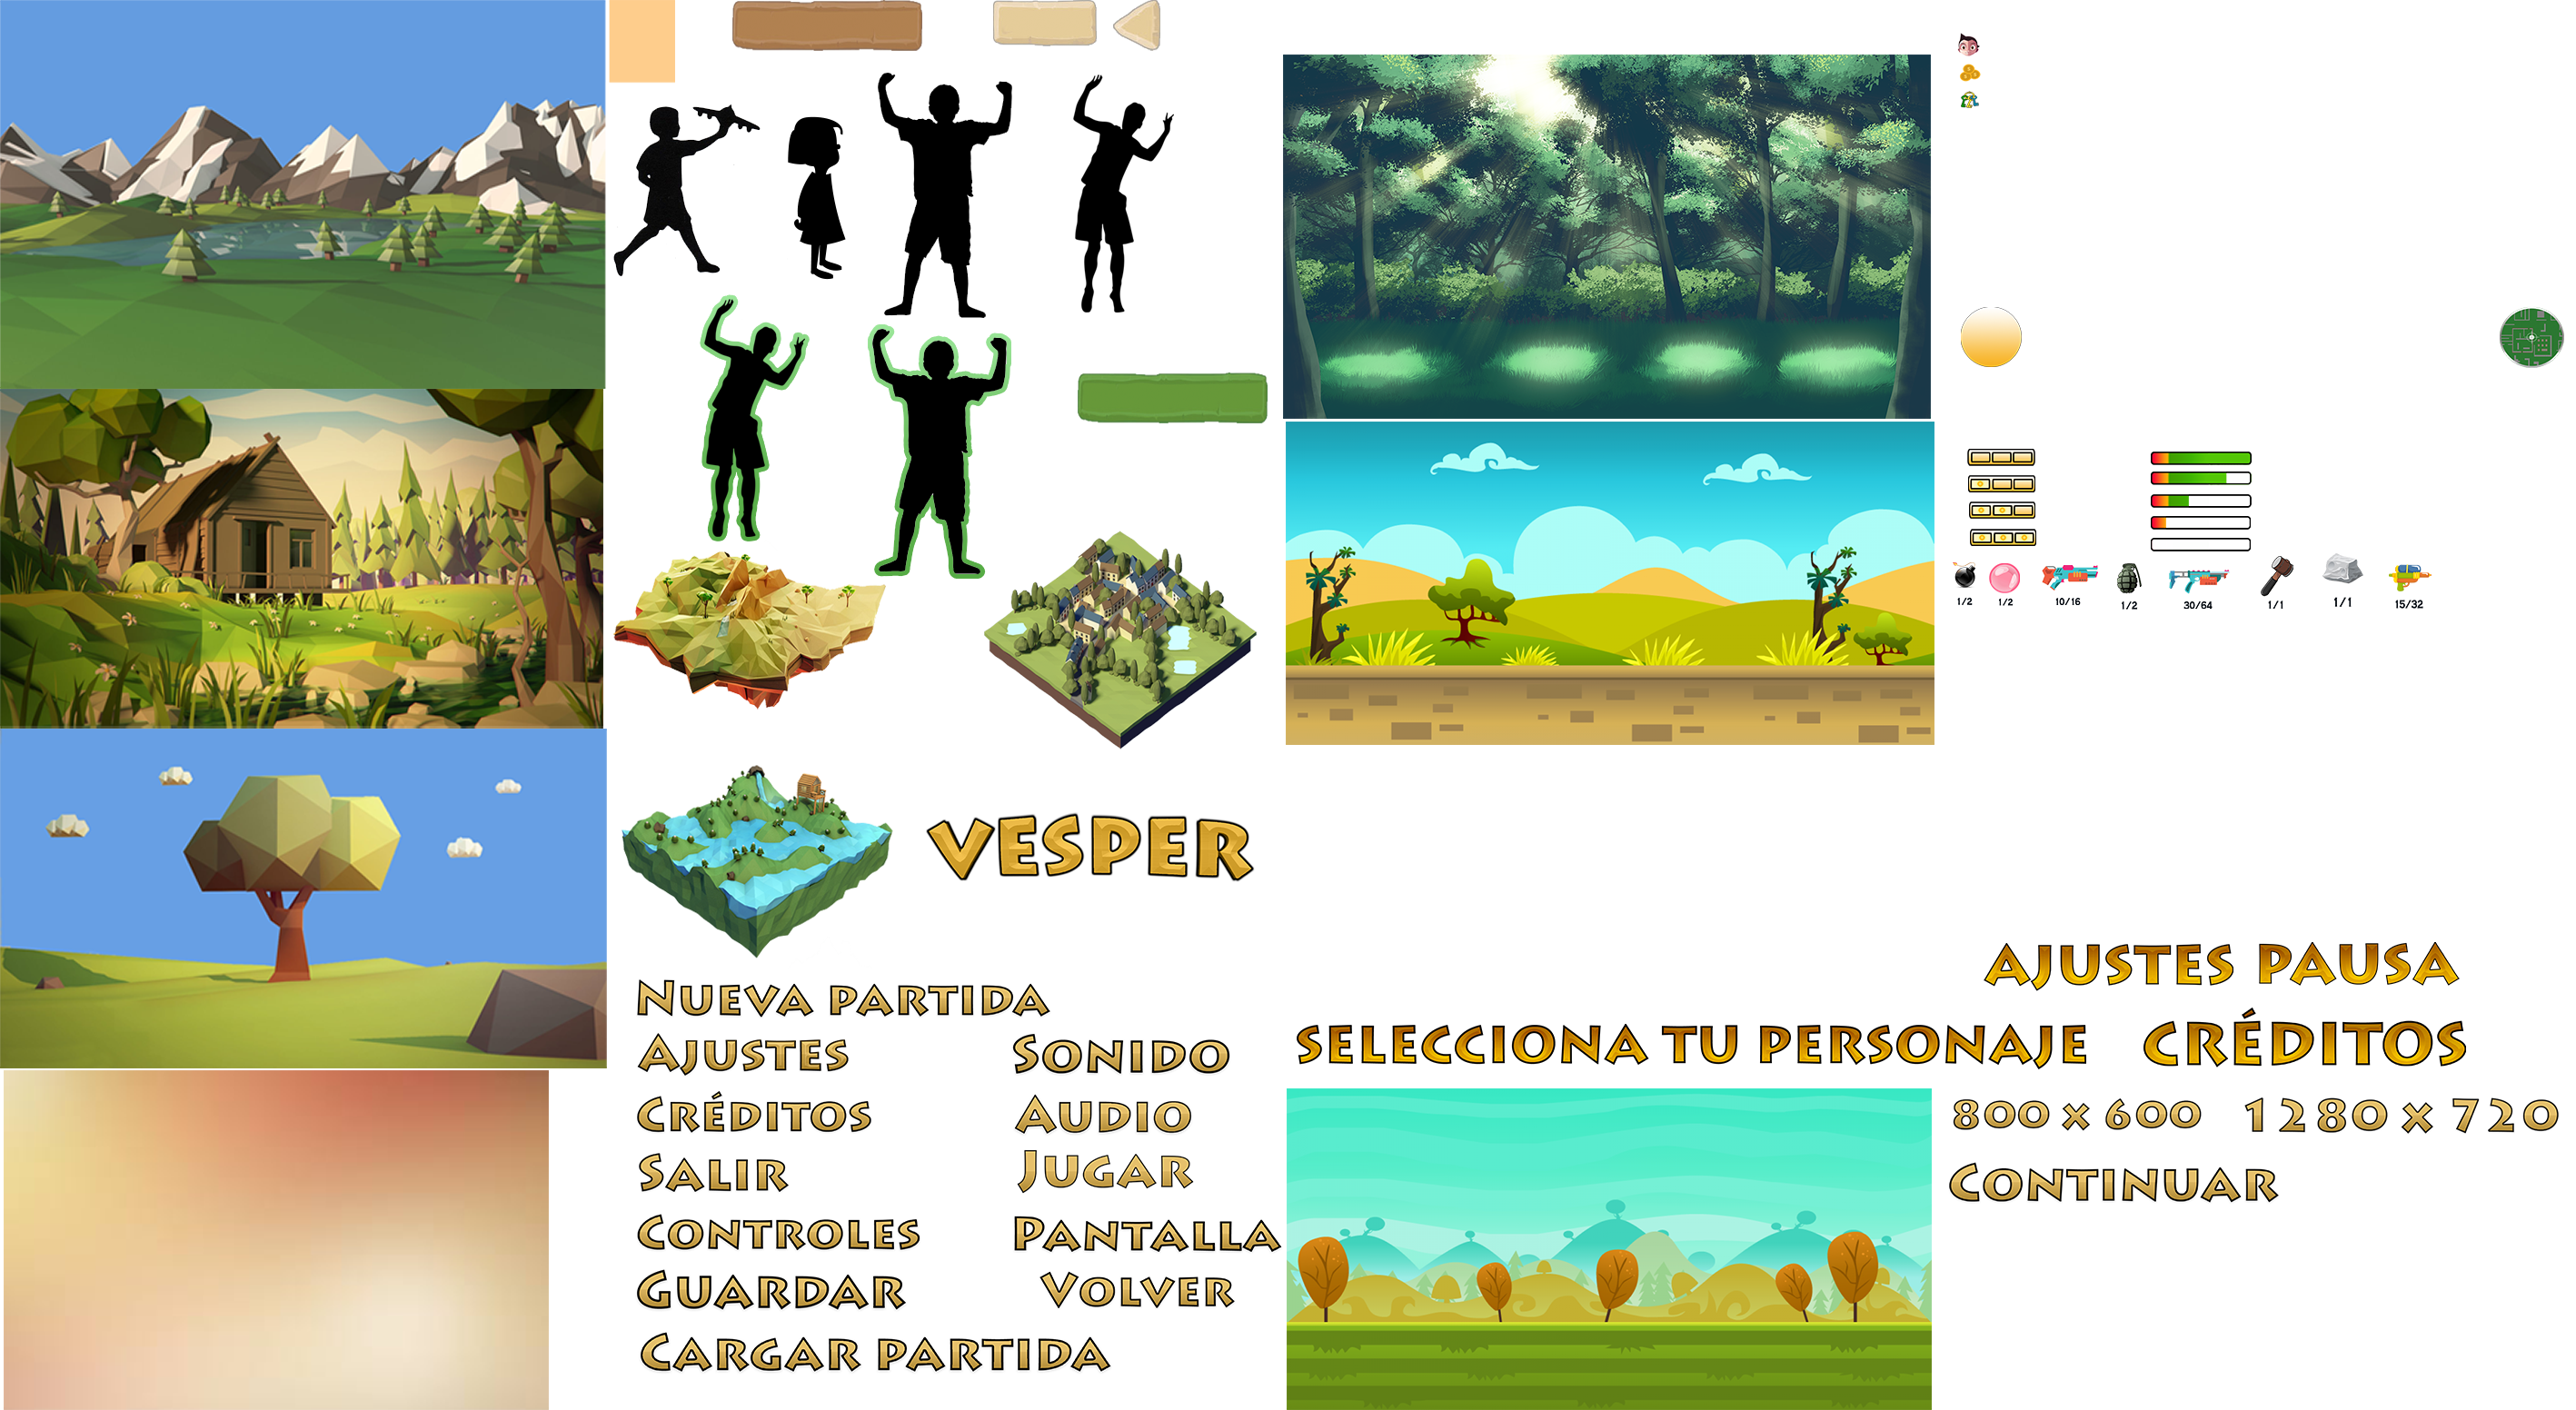 1/2
1/2
10/16
1/2
30/64
1/1
1/1
15/32
VESPER
NUEVA PARTIDA
AJUSTES
CRÉDITOS
SALIR
CONTROLES
GUARDAR
CARGAR PARTIDA
SONIDO
AUDIO
JUGAR
PANTALLA
VOLVER
AJUSTES PAUSA
SELECCIONA TU PERSONAJE
CRÉDITOS
800 x 600
1280 x 720
CONTINUAR